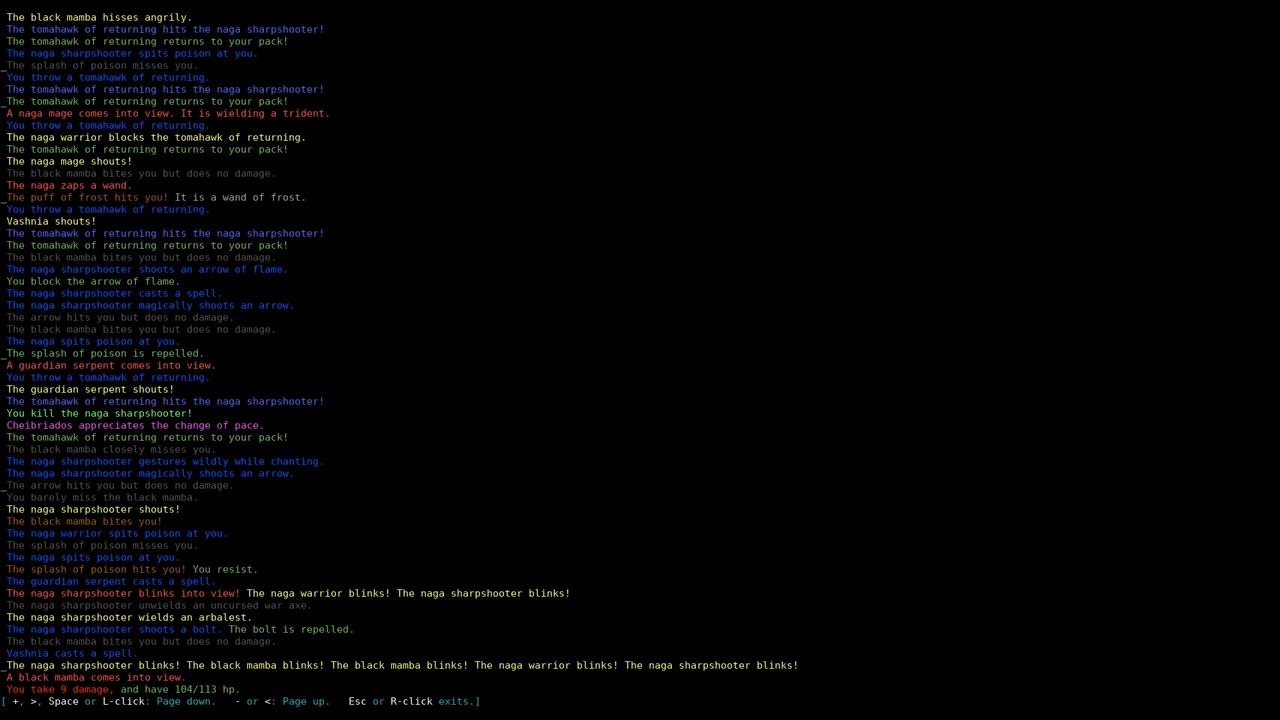 The black mamba hisses angrily.
The tomahawk of returning hits the naga sharpshooter!
The tomahawk of returning returns to your pack!
The naga sharpshooter spits poison at you.
_The splash of poison misses you.
You throw a tomahawk of returning.
The tomahawk of returning hits the naga sharpshooter!
_The tomahawk of returning returns to your pack!
A naga mage comes into view. It is wielding a trident.
You throw a tomahawk of returning.
The naga warrior blocks the tomahawk of returning.
The tomahawk of returning returns to your pack!
The naga mage shouts!
The black mamba bites you but does no damage.
The naga zaps a wand.
_The puff of frost hits you! It is a wand of frost.
You throw a tomahawk of returning.
Vashnia shouts!
The tomahawk of returning hits the naga sharpshooter!
The tomahawk of returning returns to your pack!
The black mamba bites you but does no damage.
The naga sharpshooter shoots an arrow of flame.
You block the arrow of flame.
The naga sharpshooter casts a spell.
The naga sharpshooter magically shoots an arrow.
The arrow hits you but does no damage.
The black mamba bites you but does no damage.
The naga spits poison at you.
_The splash of poison is repelled.
A guardian serpent comes into view.
You throw a tomahawk of returning.
The guardian serpent shouts!
The tomahawk of returning hits the naga sharpshooter!
You kill the naga sharpshooter!
Cheibriados appreciates the change of pace.
The tomahawk of returning returns to your pack!
The black mamba closely misses you.
The naga sharpshooter gestures wildly while chanting.
The naga sharpshooter magically shoots an arrow.
_The arrow hits you but does no damage.
You barely miss the black mamba.
The naga sharpshooter shouts!
The black mamba bites you!
The naga warrior spits poison at you.
The splash of poison misses you.
The naga spits poison at you.
The splash of poison hits you! You resist.
The guardian serpent casts a spell.
The naga sharpshooter blinks into view! The naga warrior blinks! The naga sharpshooter blinks!
The naga sharpshooter unwields an uncursed war axe.
The naga sharpshooter wields an arbalest.
The naga sharpshooter shoots a bolt. The bolt is repelled.
The black mamba bites you but does no damage.
Vashnia casts a spell.
_The naga sharpshooter blinks! The black mamba blinks! The black mamba blinks! The naga warrior blinks! The naga sharpshooter blinks!
A black mamba comes into view.
You take 9 damage, and have 104/113 hp.
[ +, >, Space or L-click: Page down.   - or <: Page up.   Esc or R-click exits.]